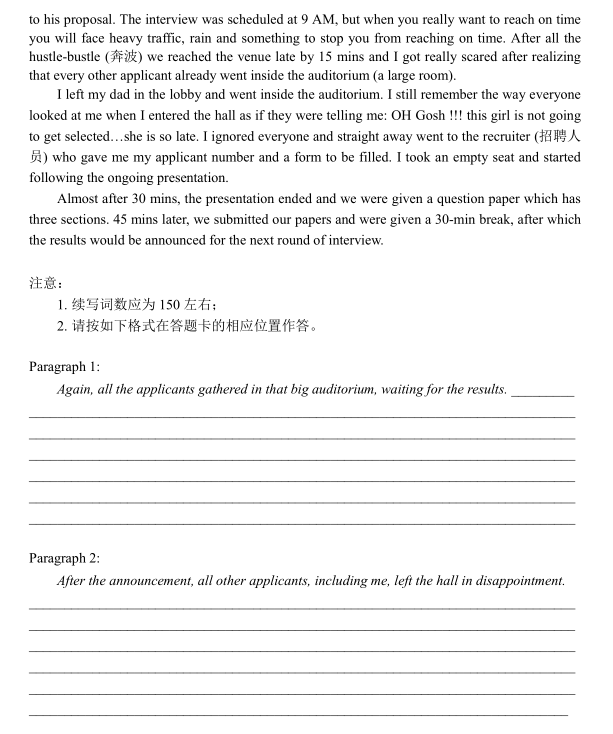 to his proposal. The interview was scheduled at 9 AM, but when you really want to reach on time
you will face heavy traffic, rain and something to stop you from reaching on time. After all the
hustle-bustle (奔波) we reached the venue late by 15 mins and I got really scared after realizing
that every other applicant already went inside the auditorium (a large room).
I left my dad in the lobby and went inside the auditorium. I still remember the way everyone
looked at me when I entered the hall as if they were telling me: OH Gosh !!! this girl is not going
to get selected…she is so late. I ignored everyone and straight away went to the recruiter (招聘人
员) who gave me my applicant number and a form to be filled. I took an empty seat and started
following the ongoing presentation.
Almost after 30 mins, the presentation ended and we were given a question paper which has
three sections. 45 mins later, we submitted our papers and were given a 30-min break, after which
the results would be announced for the next round of interview.
注意：
1. 续写词数应为 150 左右；
2. 请按如下格式在答题卡的相应位置作答。
Paragraph 1:
Again, all the applicants gathered in that big auditorium, waiting for the results.
Paragraph 2:
After the announcement, all other applicants, including me, left the hall in disappointment.